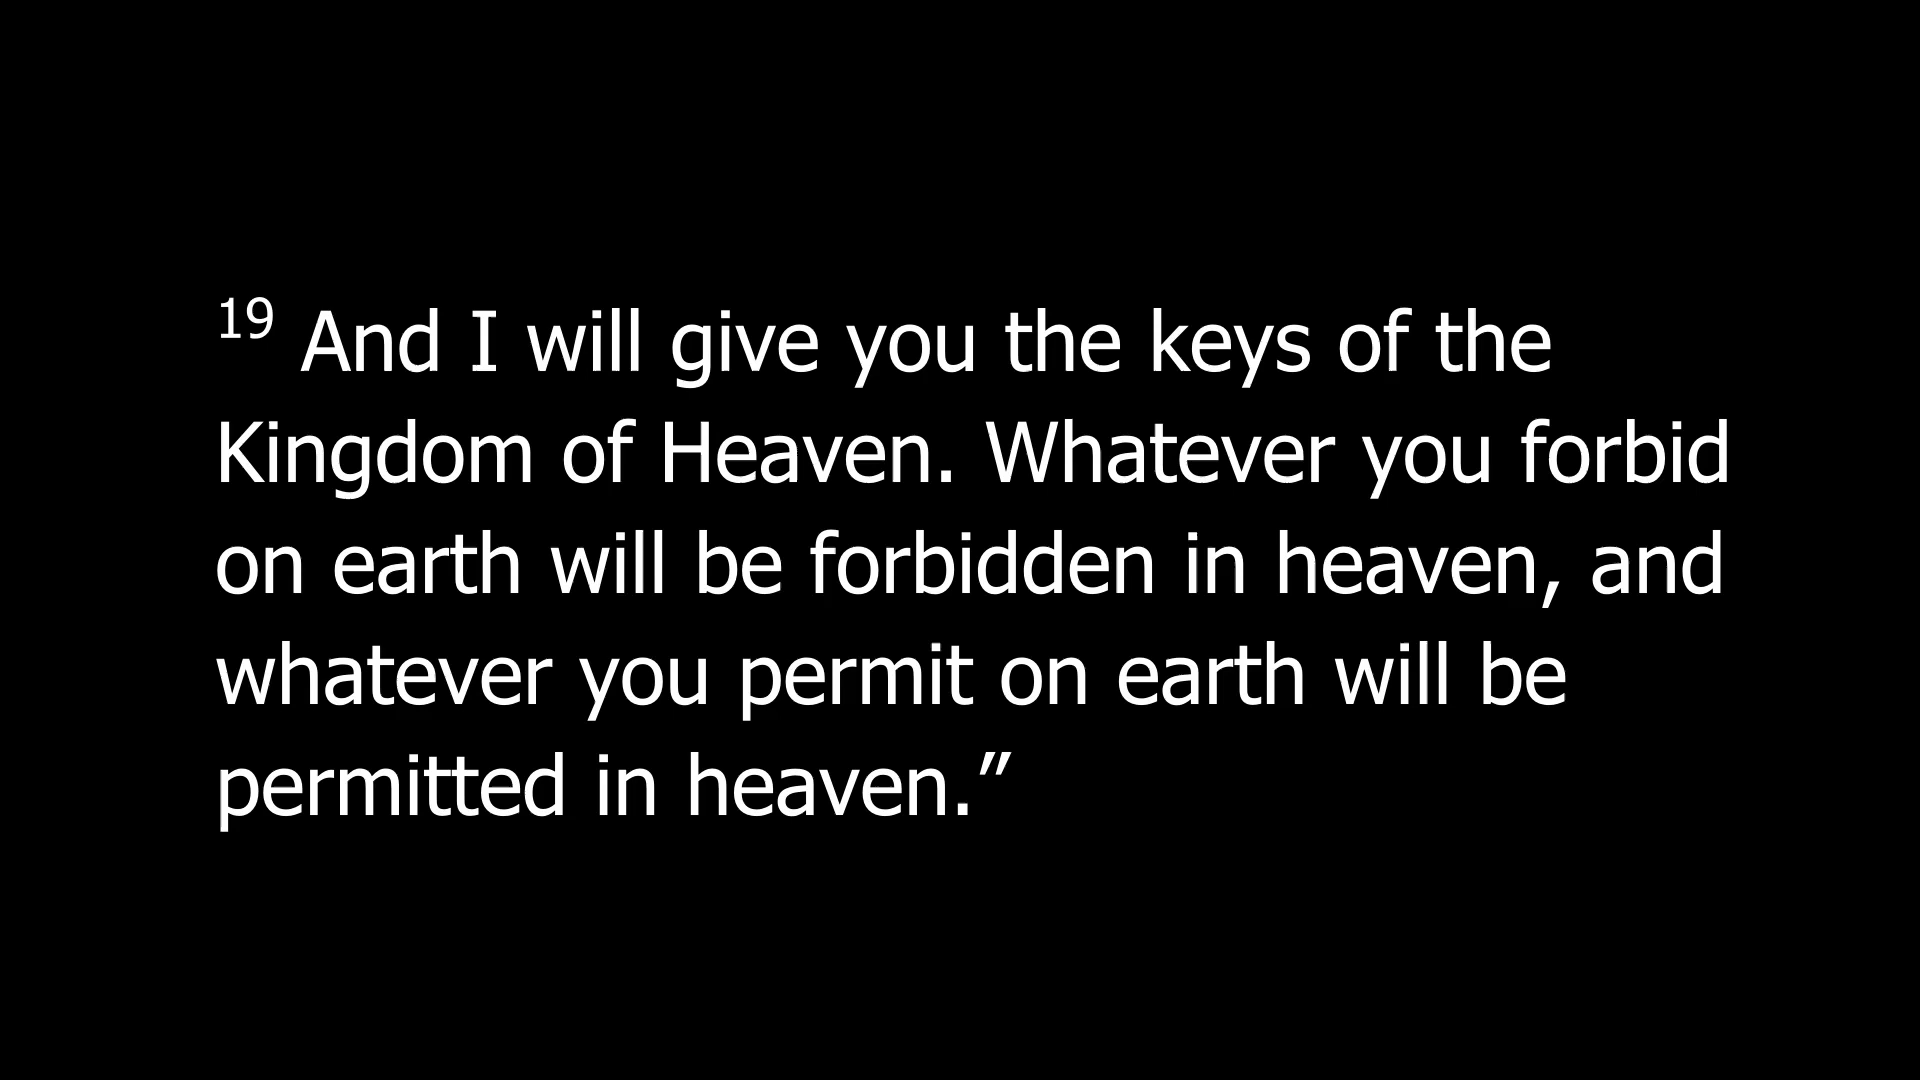 19 And I will give you the keys of the
Kingdom of Heaven. Whatever you forbid
on earth will be forbidden in heaven, and
whatever you permit on earth will be
permitted in heaven.”